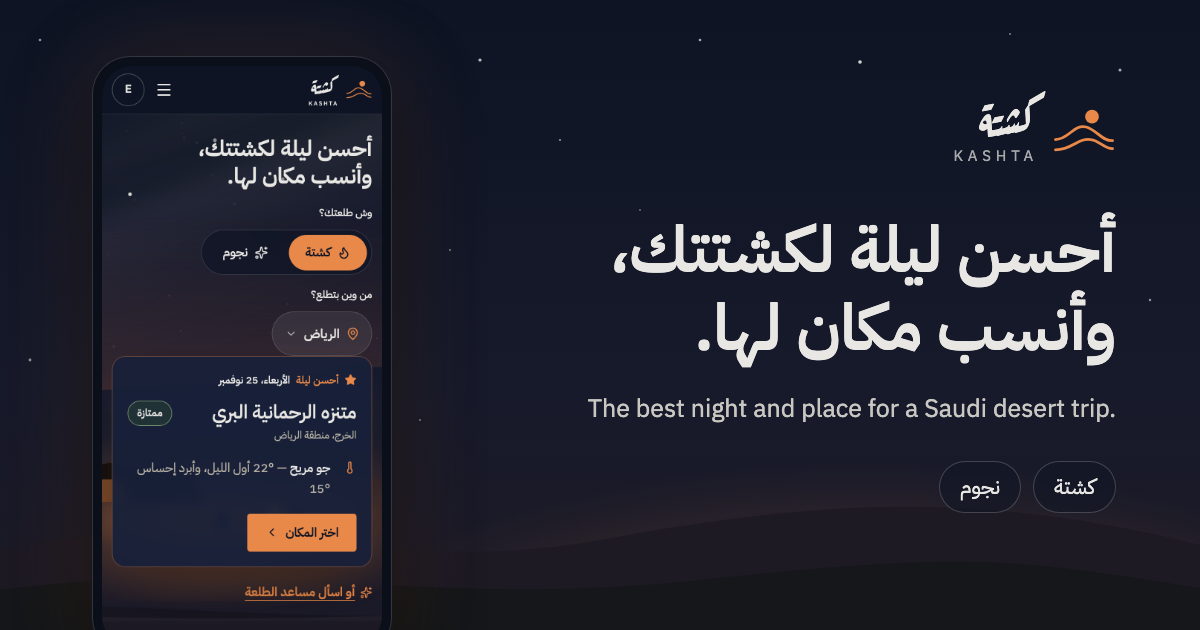 كشتة
KASHTA
أحسن ليلة لكشتتك،
وأنسب مكان لها.
The best night and place for a Saudi desert trip.
كشتة
نجوم
كشتة
KASHTA
E
أحسن ليلة لكشتتك،
وأنسب مكان لها.
وش طلعتك؟
كشتة
نجوم
من وين بتطلع؟
الرياض
أحسن ليلة الأربعاء، 25 نوفمبر
متنزه الرحمانية البري
ممتازة
الخرج، منطقة الرياض
جو مريح — 22° أول الليل، وأبرد إحساس
15°
اختر المكان
أو اسأل مساعد الطلعة